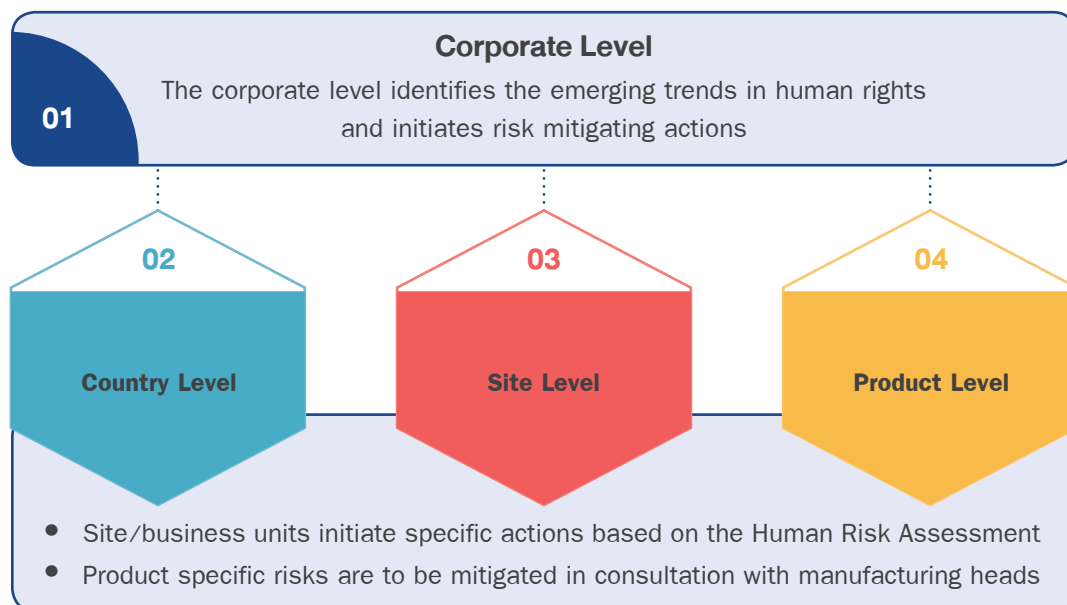 Corporate Level
The corporate level identifies the emerging trends in human rights
and initiates risk mitigating actions
01
02
03
04
Country Level
Site Level
Product Level
• Site/business units initiate specific actions based on the Human Risk Assessment
• Product specific risks are to be mitigated in consultation with manufacturing heads